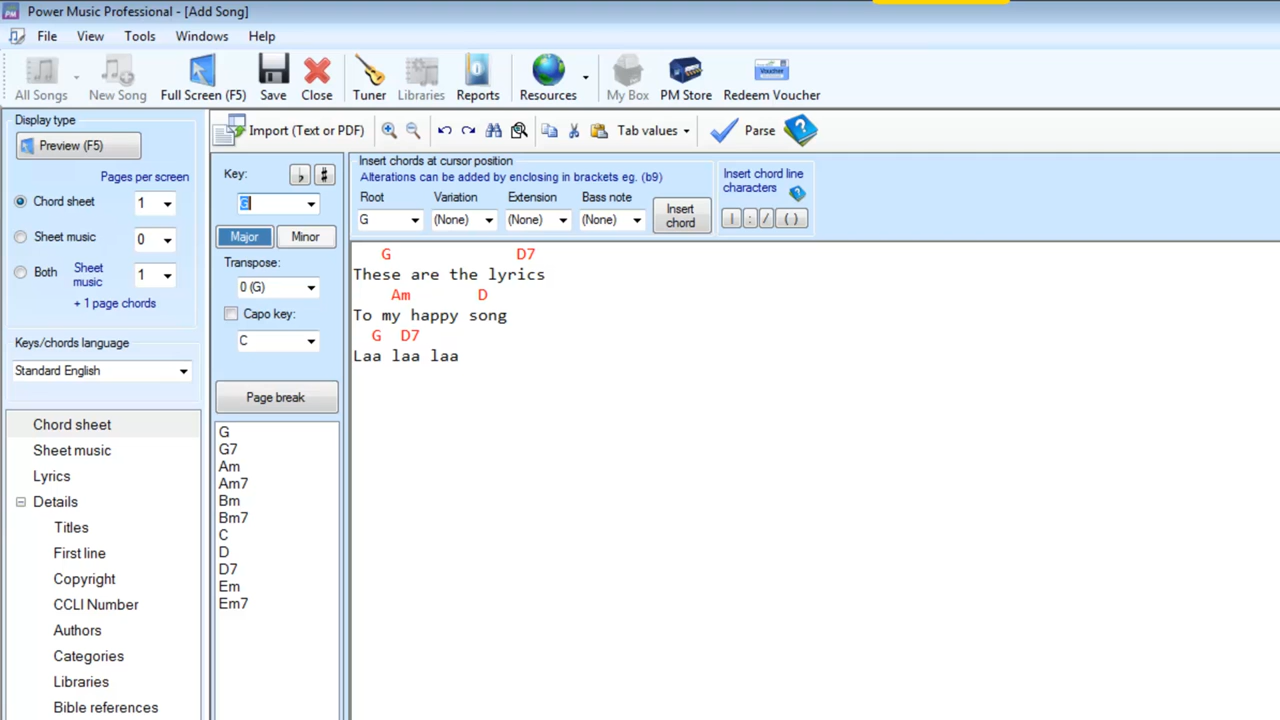 Power Music Professional - [Add Song]
File View Tools Windows Help
All Songs New Song Full Screen (F5) Save Close Tuner Libraries Reports Resources My Box PM Store Voucher Redeem Voucher
Display type
Preview (F5)
Pages per screen
Chord sheet 1
Sheet music 0
Both Sheet music 1
+ 1 page chords
Keys/chords language
Standard English
Chord sheet
Sheet music
Lyrics
Details
Titles
First line
Copyright
CCLI Number
Authors
Categories
Libraries
Bible references
Import (Text or PDF) Tab values Parse
Key: ♭ ♯
G
Major Minor
Transpose:
0 (G)
Capo key:
C
Page break
G
G7
Am
Am7
Bm
Bm7
C
D
D7
Em
Em7
Insert chords at cursor position
Alterations can be added by enclosing in brackets eg. (b9)
Root Variation Extension Bass note
G (None) (None) (None) Insert chord
Insert chord line
characters
| : / ( )
G D7
These are the lyrics
Am D
To my happy song
G D7
Laa laa laa